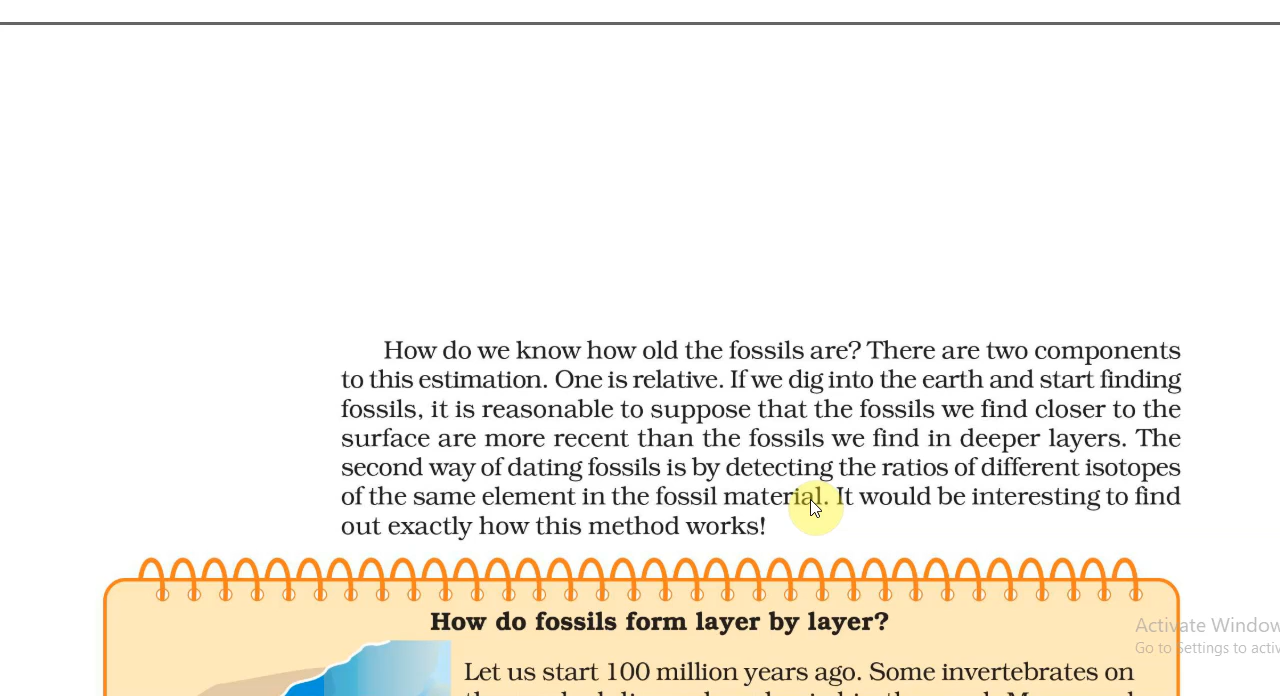 How do we know how old the fossils are? There are two components
to this estimation. One is relative. If we dig into the earth and start finding
fossils, it is reasonable to suppose that the fossils we find closer to the
surface are more recent than the fossils we find in deeper layers. The
second way of dating fossils is by detecting the ratios of different isotopes
of the same element in the fossil material. It would be interesting to find
out exactly how this method works!
How do fossils form layer by layer?
Activate Window
Go to Settings to activ
Let us start 100 million years ago. Some invertebrates on